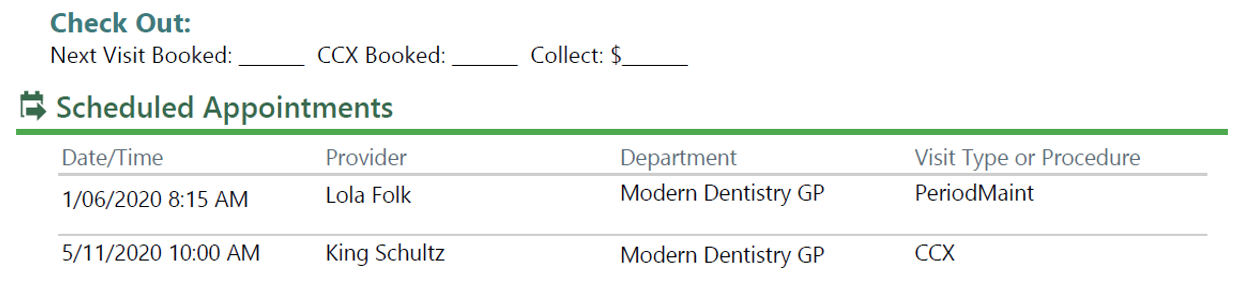 Check Out:
Next Visit Booked: ______ CCX Booked: ______ Collect: $______
Scheduled Appointments
Date/Time Provider Department Visit Type or Procedure
1/06/2020 8:15 AM Lola Folk Modern Dentistry GP PeriodMaint
5/11/2020 10:00 AM King Schultz Modern Dentistry GP CCX